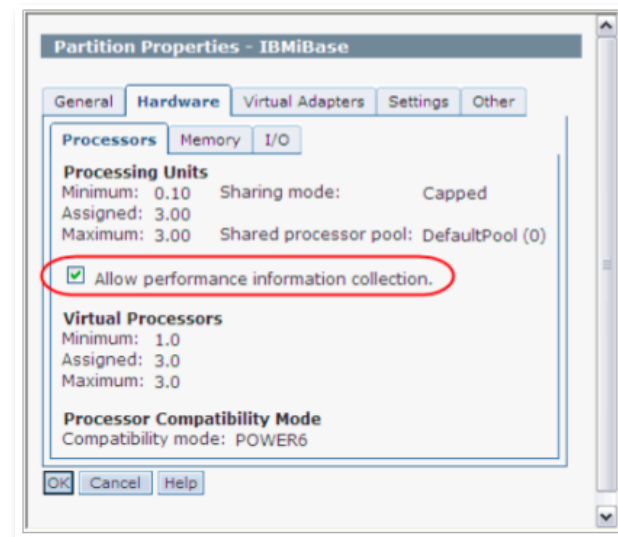 Partition Properties - IBMiBase
General Hardware Virtual Adapters Settings Other
Processors Memory I/O
Processing Units
Minimum: 0.10 Sharing mode: Capped
Assigned: 3.00
Maximum: 3.00 Shared processor pool: DefaultPool (0)
Allow performance information collection.
Virtual Processors
Minimum: 1.0
Assigned: 3.0
Maximum: 3.0
Processor Compatibility Mode
Compatibility mode: POWER6
OK Cancel Help